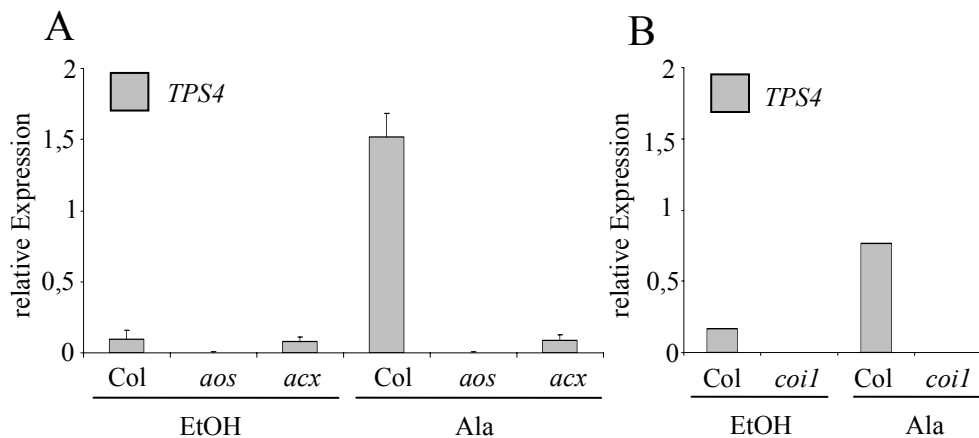 A
relative Expression
2
1,5
1
0,5
0
TPS4
Col aos acx Col aos acx
EtOH Ala
B
relative Expression
2
1,5
1
0,5
0
TPS4
Col coi1 Col coi1
EtOH Ala